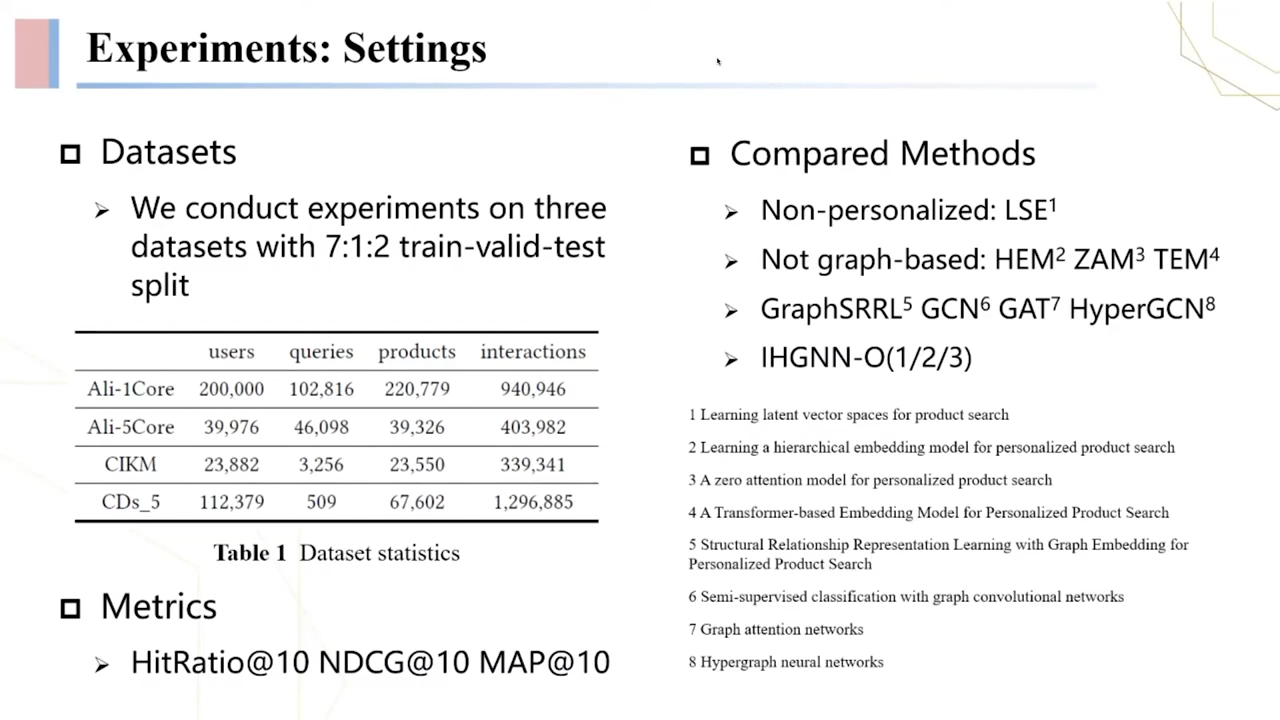 Experiments: Settings
Datasets
We conduct experiments on three
datasets with 7:1:2 train-valid-test
split
users queries products interactions
Ali-1Core 200,000 102,816 220,779 940,946
Ali-5Core 39,976 46,098 39,326 403,982
CIKM 23,882 3,256 23,550 339,341
CDs_5 112,379 509 67,602 1,296,885
Table 1 Dataset statistics
Metrics
HitRatio@10 NDCG@10 MAP@10
Compared Methods
Non-personalized: LSE¹
Not graph-based: HEM² ZAM³ TEM⁴
GraphSRRL⁵ GCN⁶ GAT⁷ HyperGCN⁸
IHGNN-O(1/2/3)
1 Learning latent vector spaces for product search
2 Learning a hierarchical embedding model for personalized product search
3 A zero attention model for personalized product search
4 A Transformer-based Embedding Model for Personalized Product Search
5 Structural Relationship Representation Learning with Graph Embedding for
Personalized Product Search
6 Semi-supervised classification with graph convolutional networks
7 Graph attention networks
8 Hypergraph neural networks